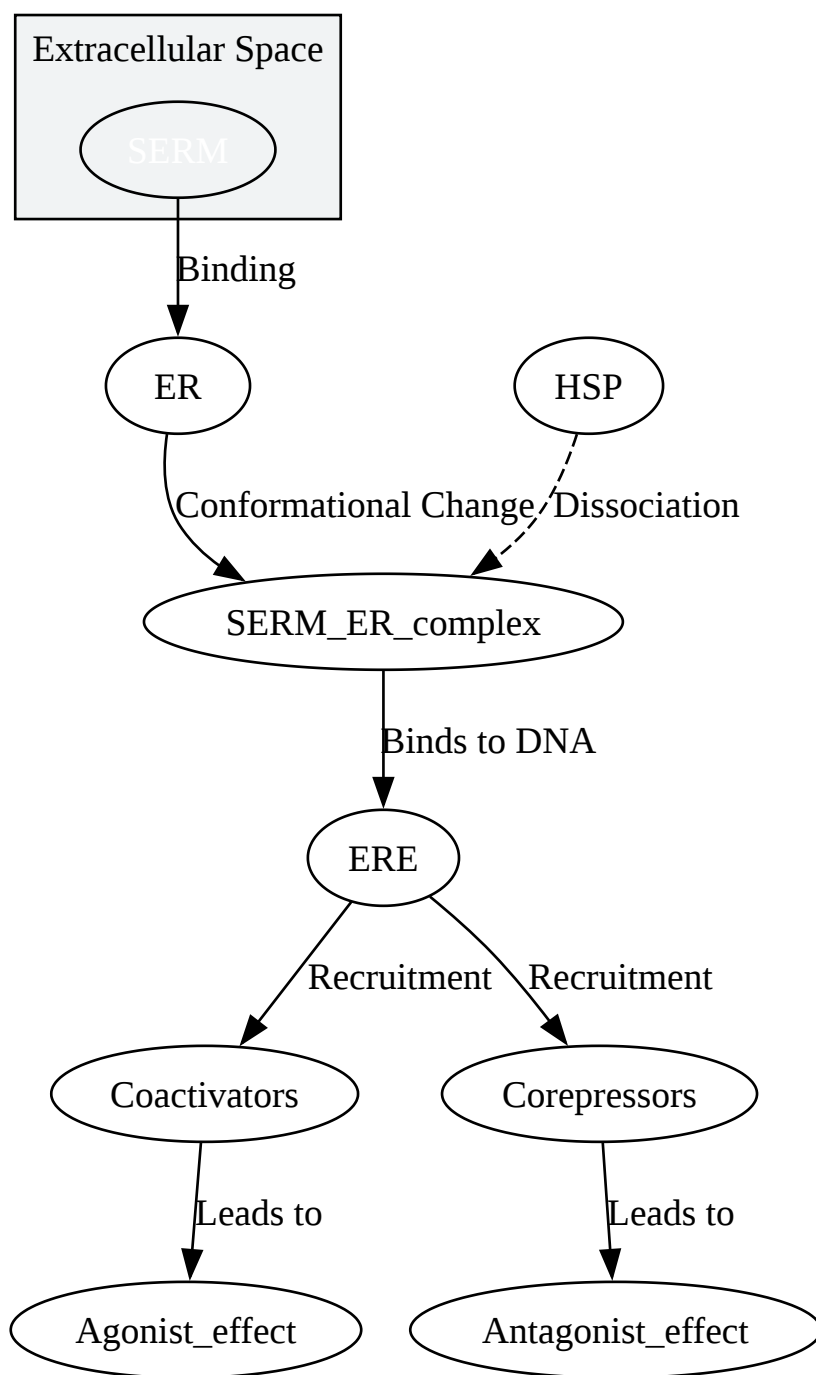 Extracellular Space
SERM
Binding
ER
HSP
Conformational Change
Dissociation
SERM_ER_complex
Binds to DNA
ERE
Recruitment
Recruitment
Coactivators
Corepressors
Leads to
Leads to
Agonist_effect
Antagonist_effect